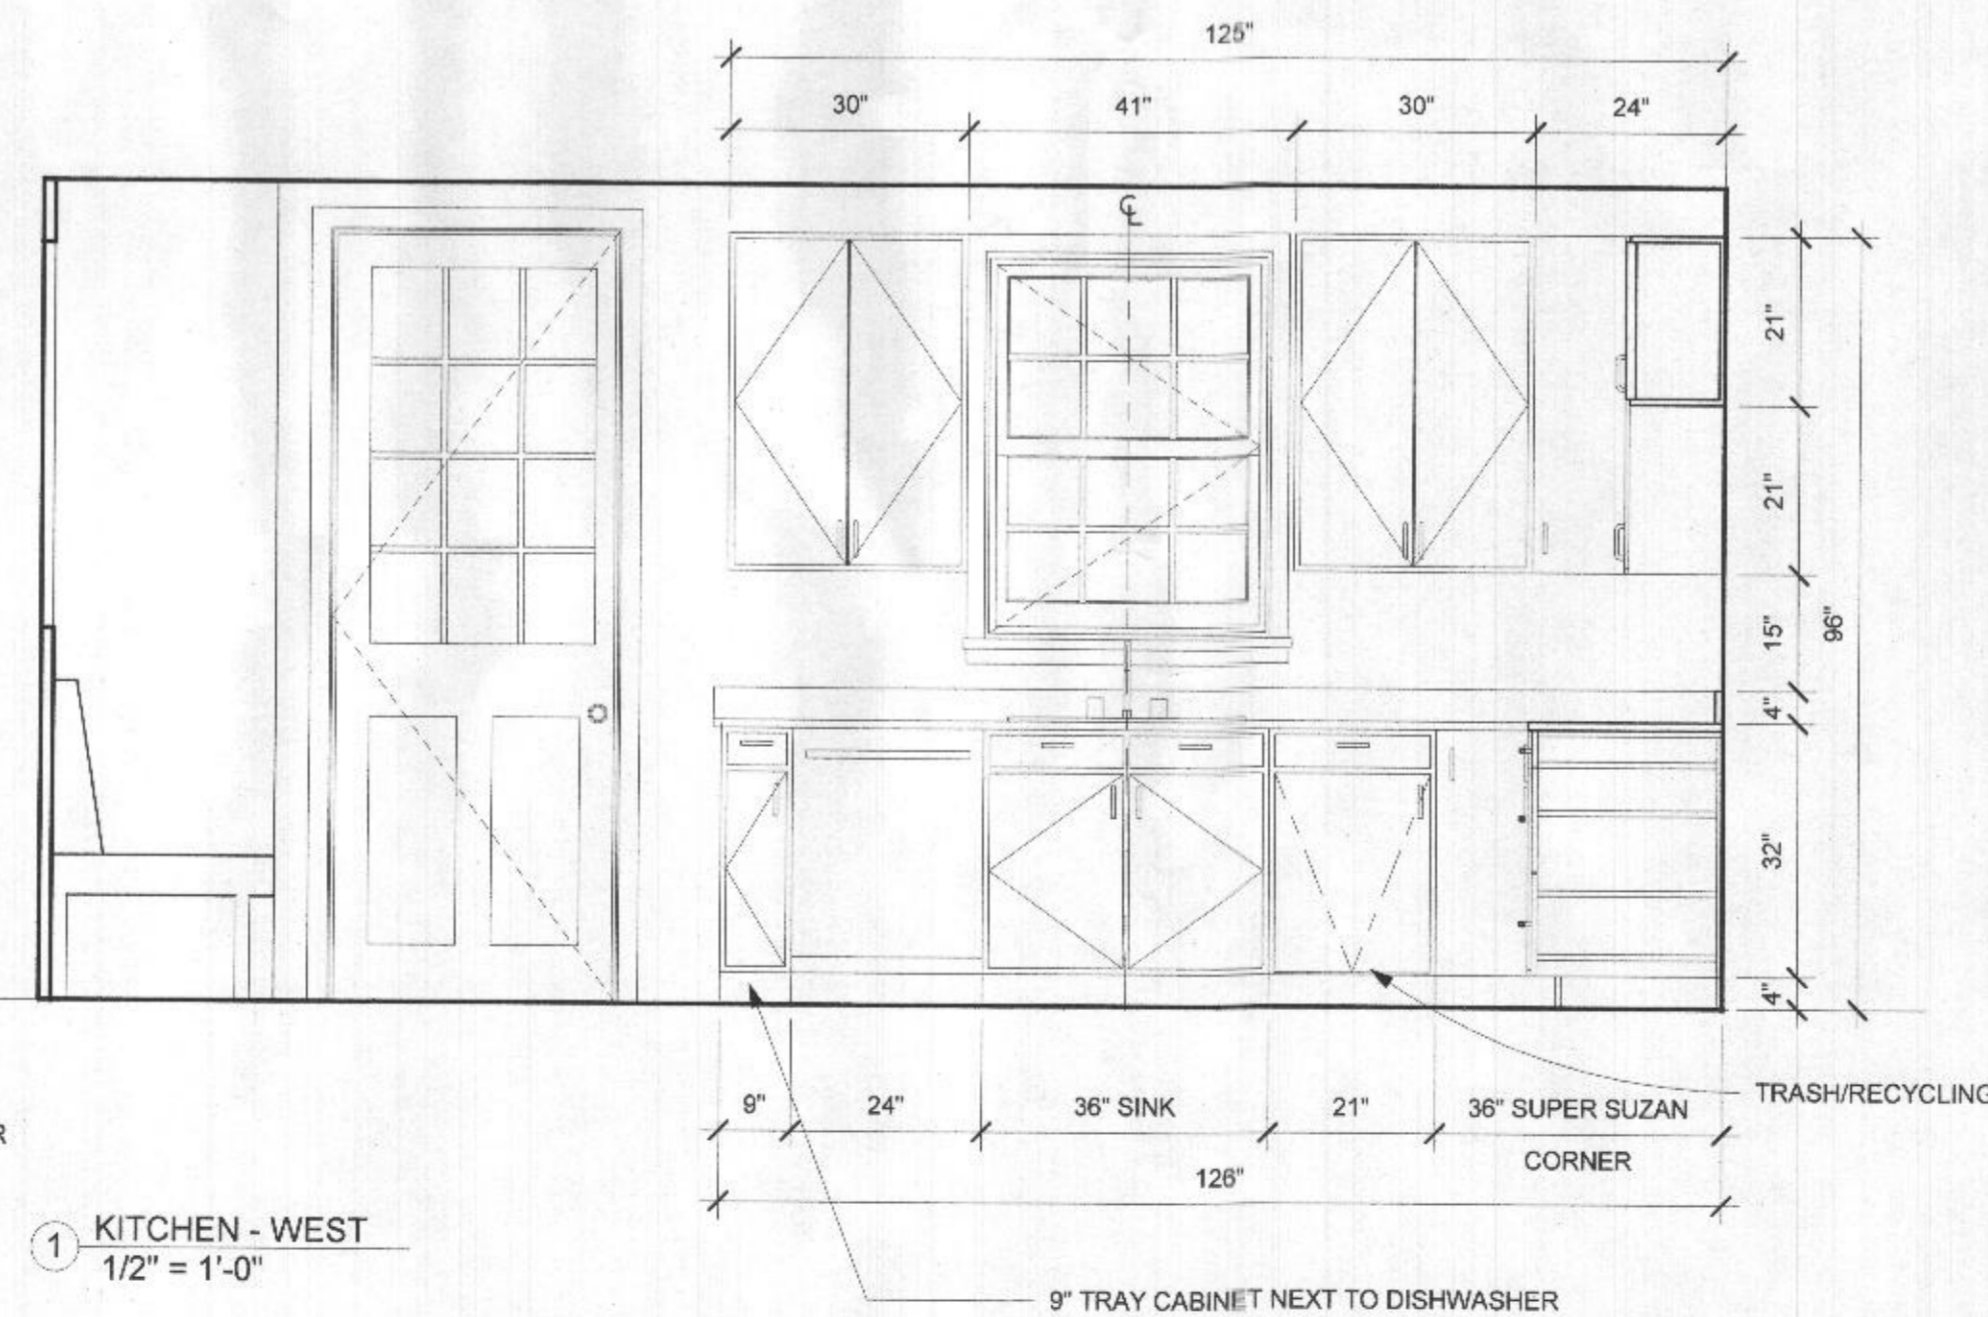 125"
30"
41"
30"
24"
CL
21"
21"
15"
96"
4"
32"
4"
9"
24"
36" SINK
21"
36" SUPER SUZAN
CORNER
TRASH/RECYCLING
R
126"
1
KITCHEN - WEST
1/2" = 1'-0"
9" TRAY CABINET NEXT TO DISHWASHER